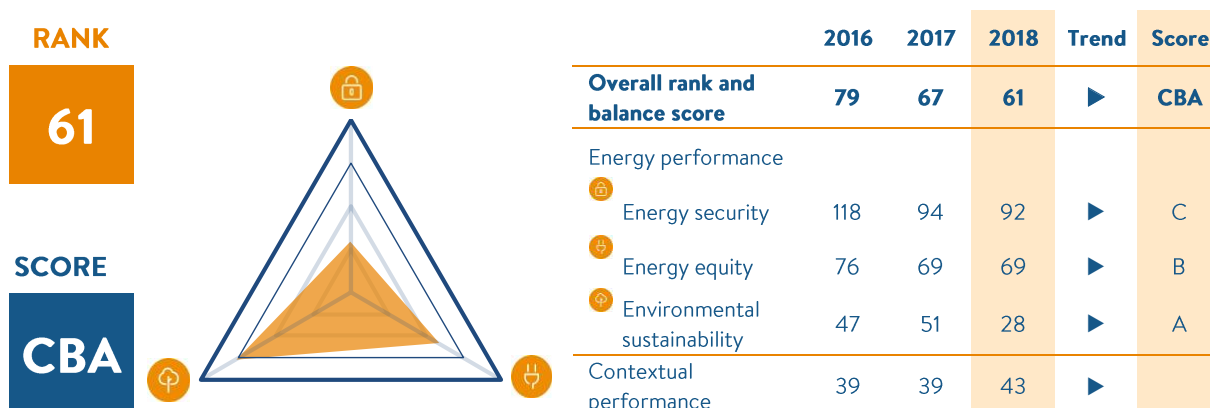 RANK
61
SCORE
CBA
2016 2017 2018 Trend Score
Overall rank and
balance score 79 67 61 CBA
Energy performance
Energy security 118 94 92 C
Energy equity 76 69 69 B
Environmental
sustainability 47 51 28 A
Contextual
performance 39 39 43